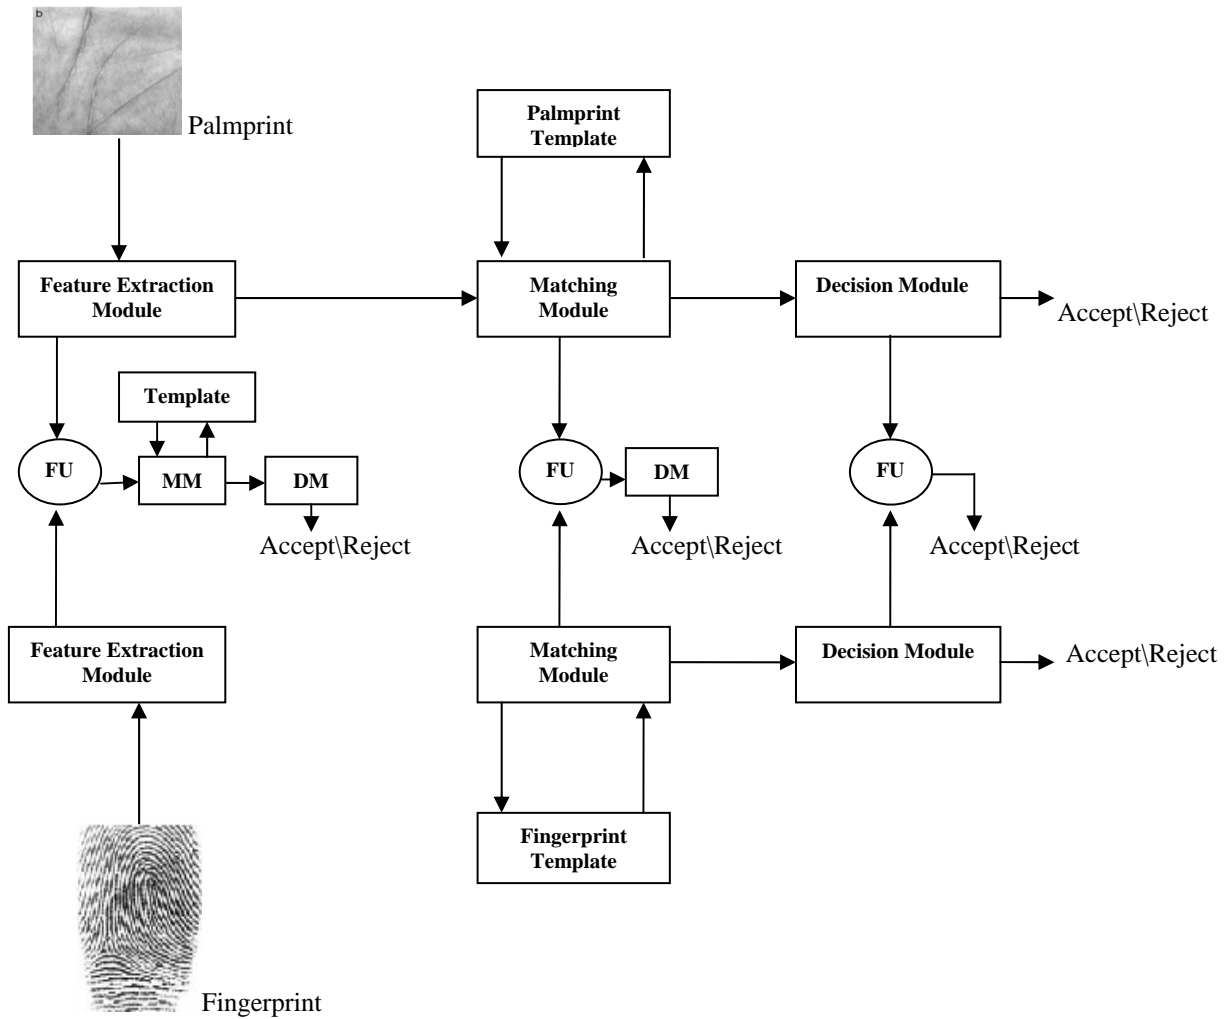 b
Palmprint
Palmprint
Template
Feature Extraction
Module
Matching
Module
Decision Module
Accept\Reject
Template
FU
MM
DM
Accept\Reject
FU
DM
Accept\Reject
FU
Accept\Reject
Feature Extraction
Module
Matching
Module
Decision Module
Accept\Reject
Fingerprint
Template
Fingerprint